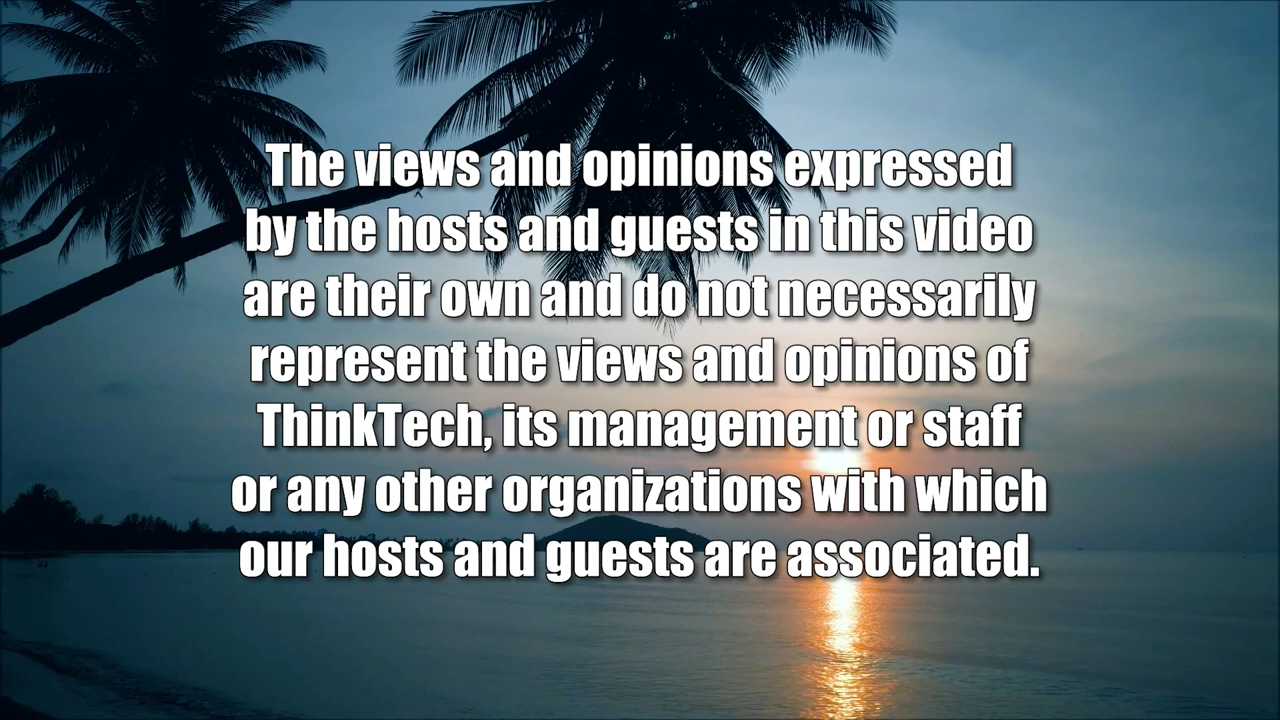 The views and opinions expressed
by the hosts and guests in this video
are their own and do not necessarily
represent the views and opinions of
ThinkTech, its management or staff
or any other organizations with which
our hosts and guests are associated.